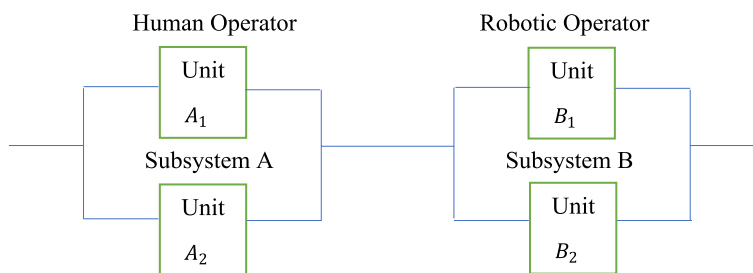 Human Operator
Robotic Operator
Unit
A₁
Unit
B₁
Subsystem A
Subsystem B
Unit
A₂
Unit
B₂